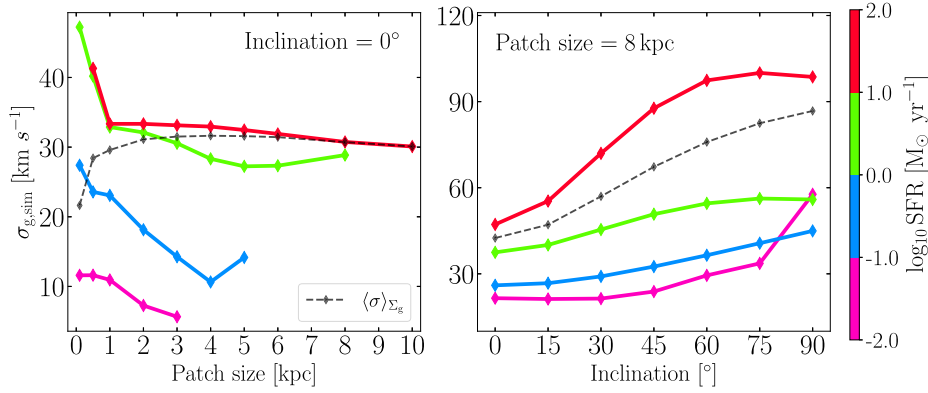 Inclination = 0°
σg,sim [km s⁻¹]
40
30
20
10
⟨σ⟩Σg
0 1 2 3 4 5 6 7 8 9 10
Patch size [kpc]
Patch size = 8 kpc
120
90
60
30
0 15 30 45 60 75 90
Inclination [°]
2.0
1.0
0.0
-1.0
-2.0
log₁₀ SFR [M⊙ yr⁻¹]